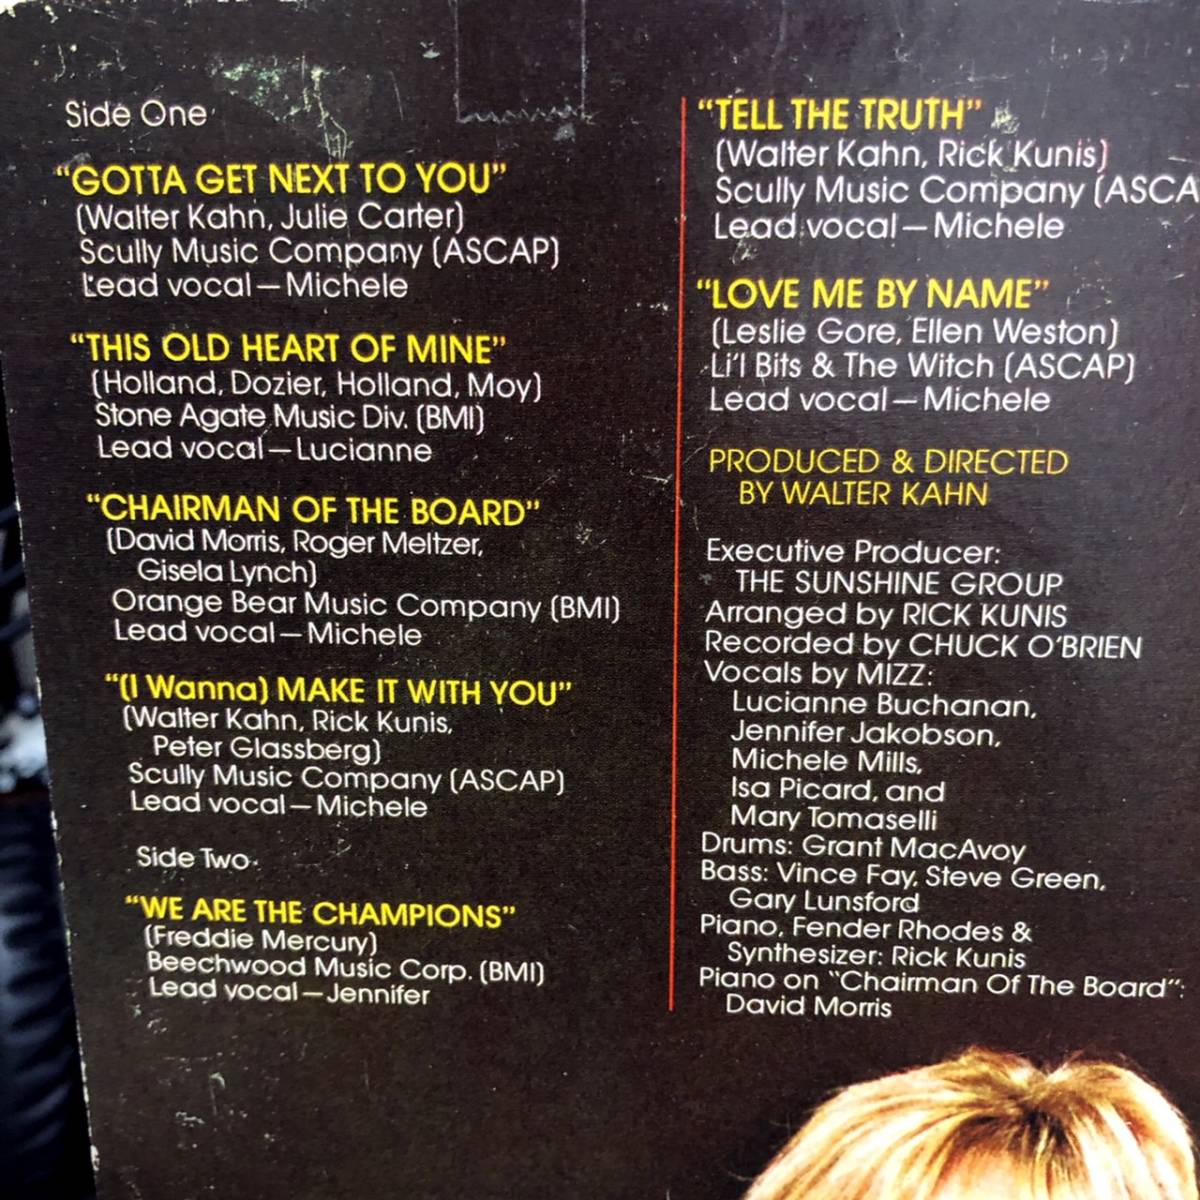 Side One
"GOTTA GET NEXT TO YOU"
(Walter Kahn, Julie Carter)
Scully Music Company (ASCAP)
Lead vocal—Michele
"THIS OLD HEART OF MINE"
(Holland, Dozier, Holland, Moy)
Stone Agate Music Div. (BMI)
Lead vocal—Lucianne
"CHAIRMAN OF THE BOARD"
(David Morris, Roger Meltzer,
Gisela Lynch)
Orange Bear Music Company (BMI)
Lead vocal—Michele
"(I Wanna) MAKE IT WITH YOU"
(Walter Kahn, Rick Kunis,
Peter Glassberg)
Scully Music Company (ASCAP)
Lead vocal—Michele
Side Two
"WE ARE THE CHAMPIONS"
(Freddie Mercury)
Beechwood Music Corp. (BMI)
Lead vocal—Jennifer
"TELL THE TRUTH"
(Walter Kahn, Rick Kunis)
Scully Music Company (ASCA
Lead vocal—Michele
"LOVE ME BY NAME"
(Leslie Gore, Ellen Weston)
Li'l Bits & The Witch (ASCAP)
Lead vocal—Michele
PRODUCED & DIRECTED
BY WALTER KAHN
Executive Producer:
THE SUNSHINE GROUP
Arranged by RICK KUNIS
Recorded by CHUCK O'BRIEN
Vocals by MIZZ:
Lucianne Buchanan,
Jennifer Jakobson,
Michele Mills,
Isa Picard, and
Mary Tomaselli
Drums: Grant MacAvoy
Bass: Vince Fay, Steve Green,
Gary Lunsford
Piano, Fender Rhodes &
Synthesizer: Rick Kunis
Piano on "Chairman Of The Board":
David Morris